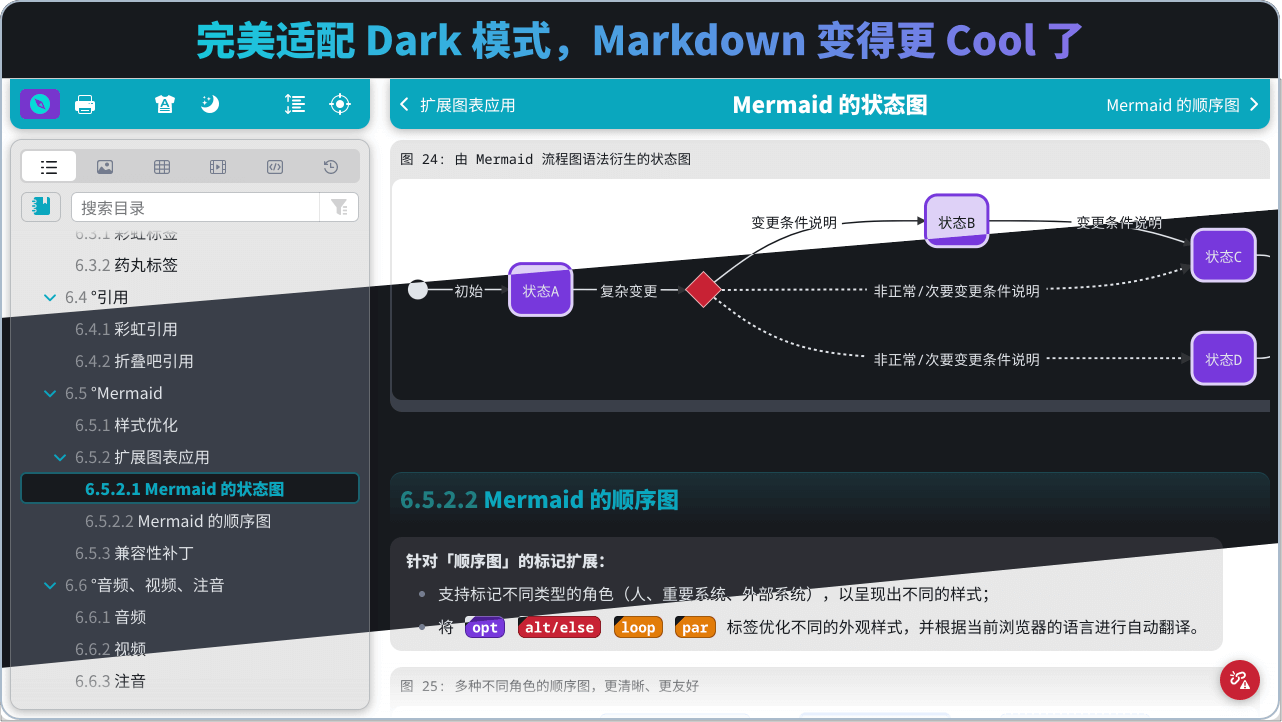 完美适配 Dark 模式，Markdown 变得更 Cool 了
扩展图表应用
Mermaid 的状态图
Mermaid 的顺序图
搜索目录
6.3.1 彩虹标签
6.3.2 药丸标签
6.4 °引用
6.4.1 彩虹引用
6.4.2 折叠吧引用
6.5 °Mermaid
6.5.1 样式优化
6.5.2 扩展图表应用
6.5.2.1 Mermaid 的状态图
6.5.2.2 Mermaid 的顺序图
6.5.3 兼容性补丁
6.6 °音频、视频、注音
6.6.1 音频
6.6.2 视频
6.6.3 注音
图 24: 由 Mermaid 流程图语法衍生的状态图
变更条件说明
状态B
变更条件说明
状态C
初始
状态A
复杂变更
非正常/次要变更条件说明
非正常/次要变更条件说明
状态D
6.5.2.2 Mermaid 的顺序图
针对「顺序图」的标记扩展：
支持标记不同类型的角色（人、重要系统、外部系统），以呈现出不同的样式；
将 opt alt/else loop par 标签优化不同的外观样式，并根据当前浏览器的语言进行自动翻译。
图 25: 多种不同角色的顺序图，更清晰、更友好